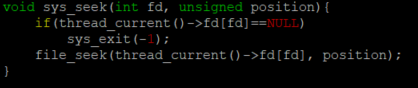 void sys_seek(int fd, unsigned position){
    if(thread_current()->fd[fd]==NULL)
        sys_exit(-1);
    file_seek(thread_current()->fd[fd], position);
}